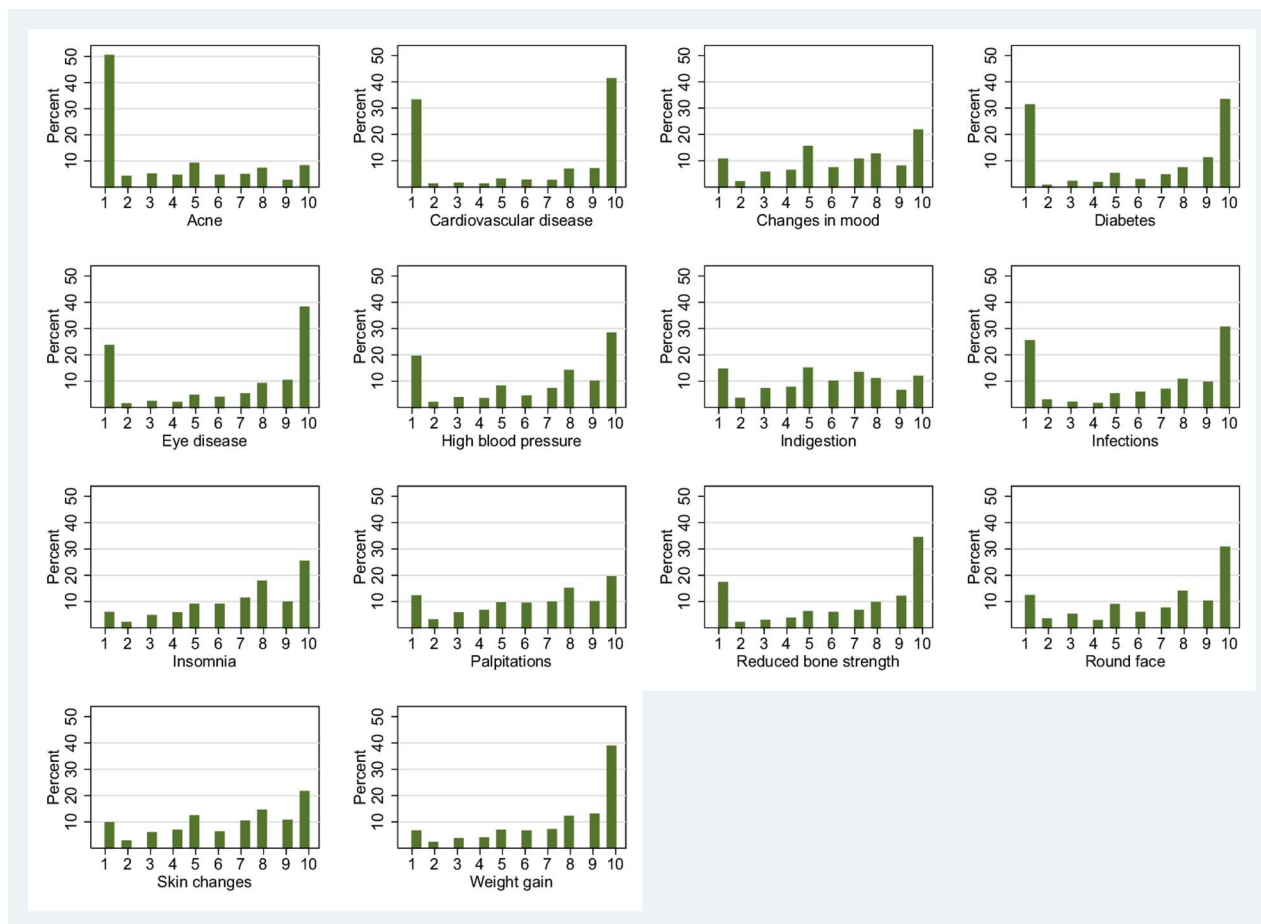 Percent
10 20 30 40 50
1 2 3 4 5 6 7 8 9 10
Acne
Percent
10 20 30 40 50
1 2 3 4 5 6 7 8 9 10
Cardiovascular disease
Percent
10 20 30 40 50
1 2 3 4 5 6 7 8 9 10
Changes in mood
Percent
10 20 30 40 50
1 2 3 4 5 6 7 8 9 10
Diabetes
Percent
10 20 30 40 50
1 2 3 4 5 6 7 8 9 10
Eye disease
Percent
10 20 30 40 50
1 2 3 4 5 6 7 8 9 10
High blood pressure
Percent
10 20 30 40 50
1 2 3 4 5 6 7 8 9 10
Indigestion
Percent
10 20 30 40 50
1 2 3 4 5 6 7 8 9 10
Infections
Percent
10 20 30 40 50
1 2 3 4 5 6 7 8 9 10
Insomnia
Percent
10 20 30 40 50
1 2 3 4 5 6 7 8 9 10
Palpitations
Percent
10 20 30 40 50
1 2 3 4 5 6 7 8 9 10
Reduced bone strength
Percent
10 20 30 40 50
1 2 3 4 5 6 7 8 9 10
Round face
Percent
10 20 30 40 50
1 2 3 4 5 6 7 8 9 10
Skin changes
Percent
10 20 30 40 50
1 2 3 4 5 6 7 8 9 10
Weight gain